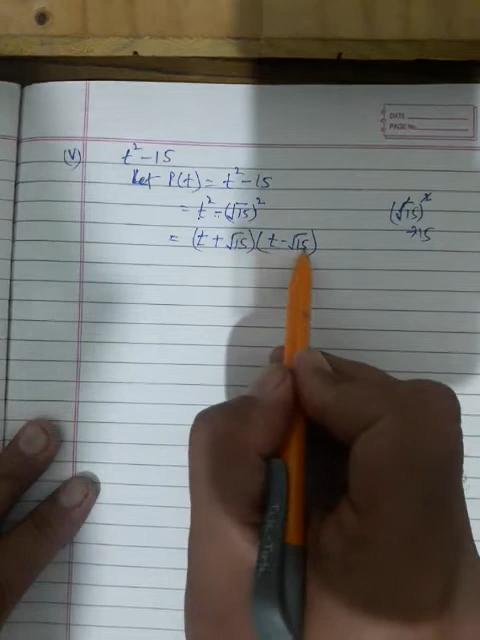 DATE
PAGE No.
(V) t² - 15
Let P(t) = t² - 15
= t² - (√15)²
(√15)²
→ 15
= (t + √15)(t - √15)